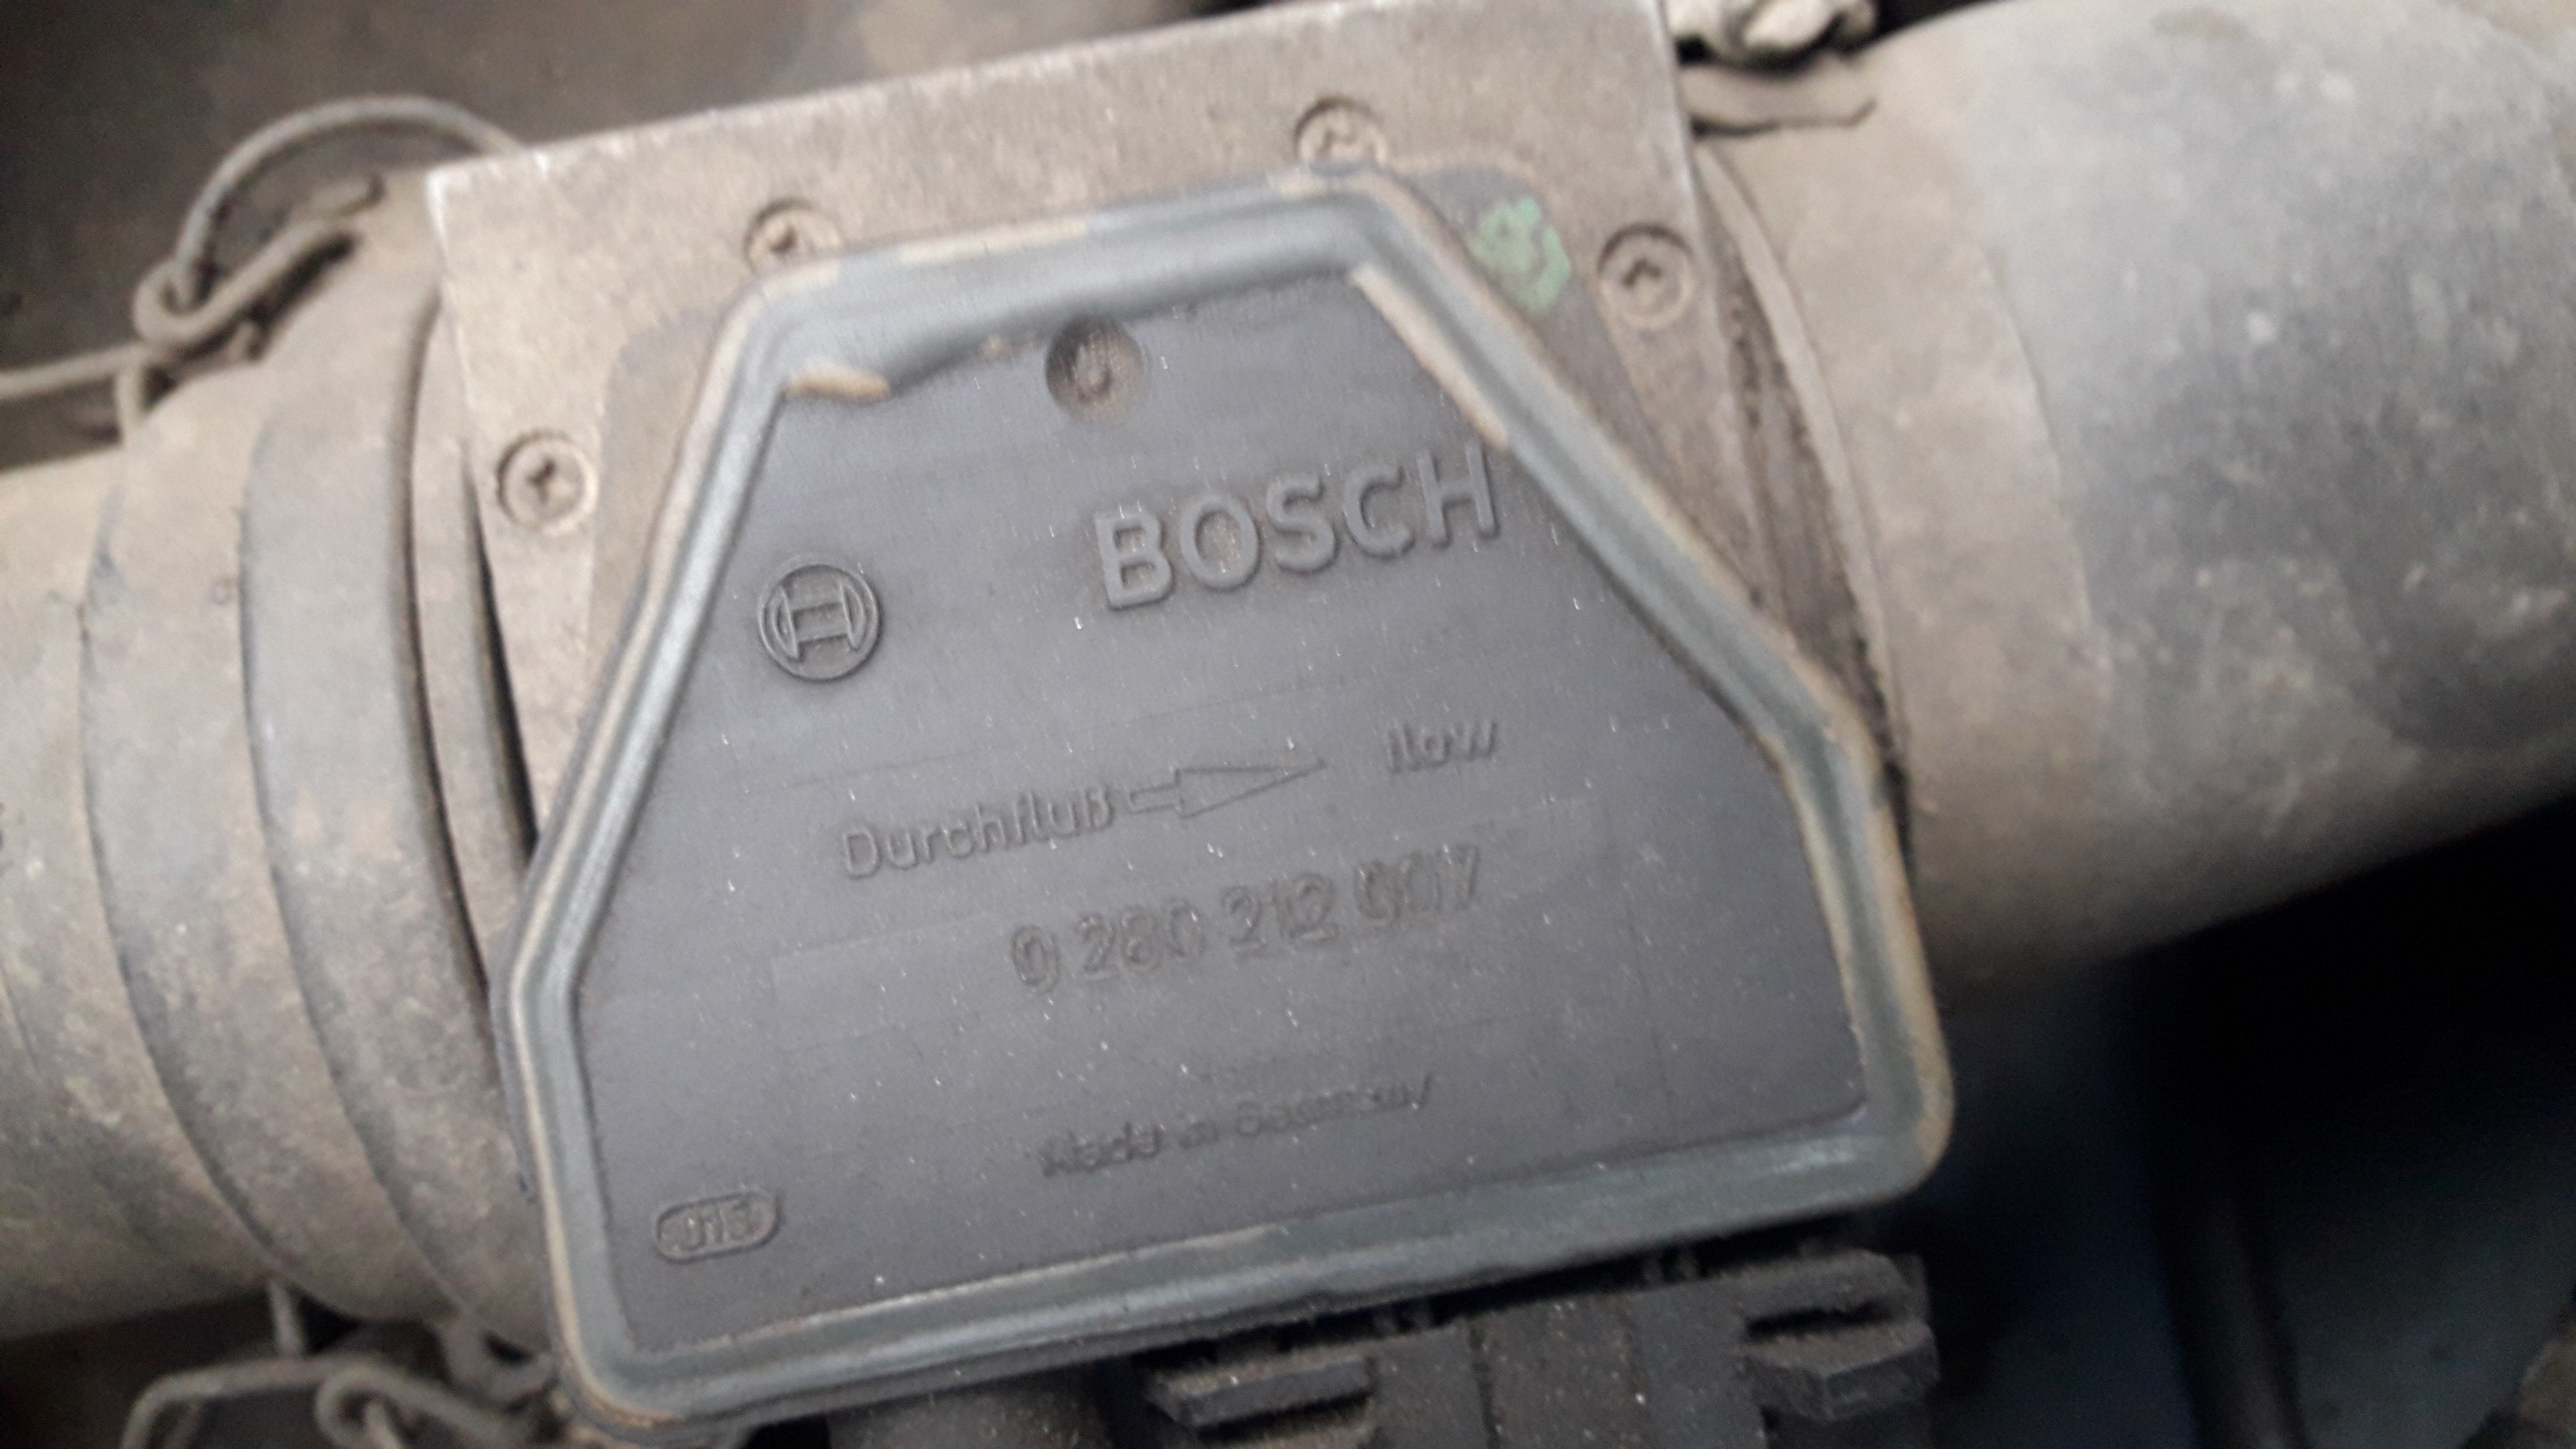 BOSCH
Durchfluß flow
0 280 212 007
Made in Germany